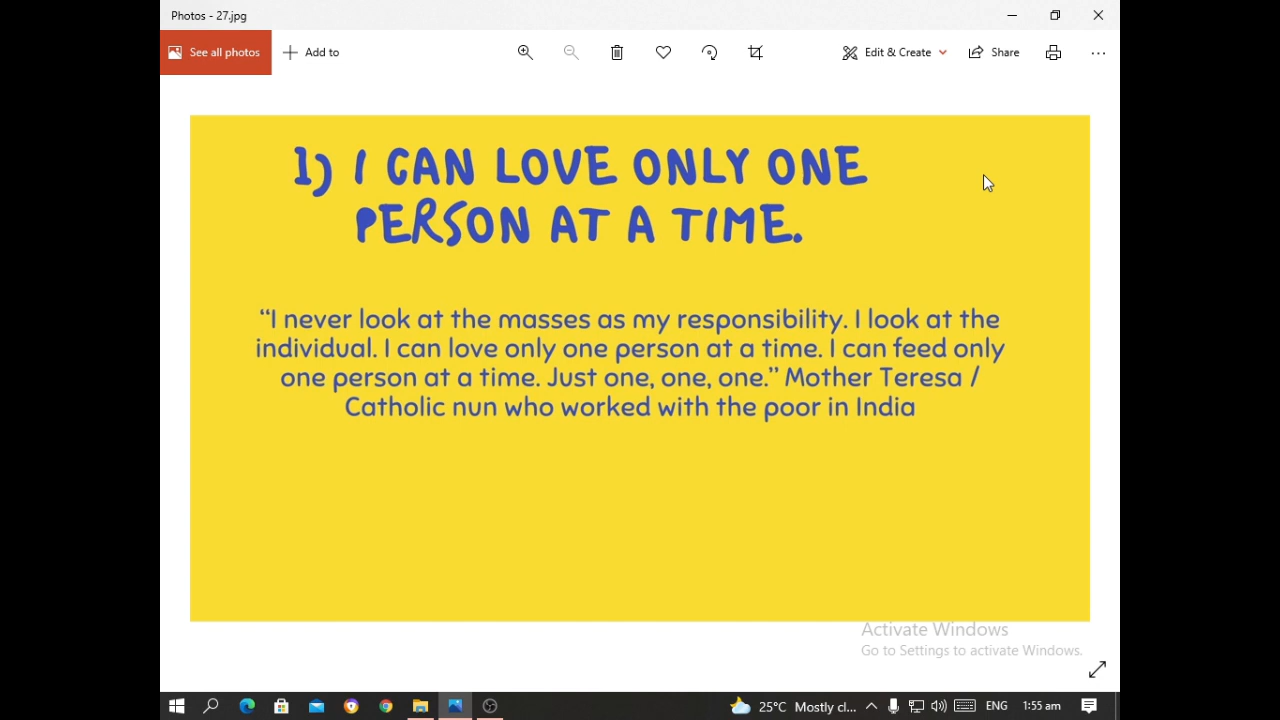 Photos - 27.jpg
See all photos
Add to
Edit & Create
Share
1) I CAN LOVE ONLY ONE
PERSON AT A TIME.
“I never look at the masses as my responsibility. I look at the
individual. I can love only one person at a time. I can feed only
one person at a time. Just one, one, one.” Mother Teresa /
Catholic nun who worked with the poor in India
Activate Windows
Go to Settings to activate Windows.
25°C Mostly cl...
ENG
1:55 am